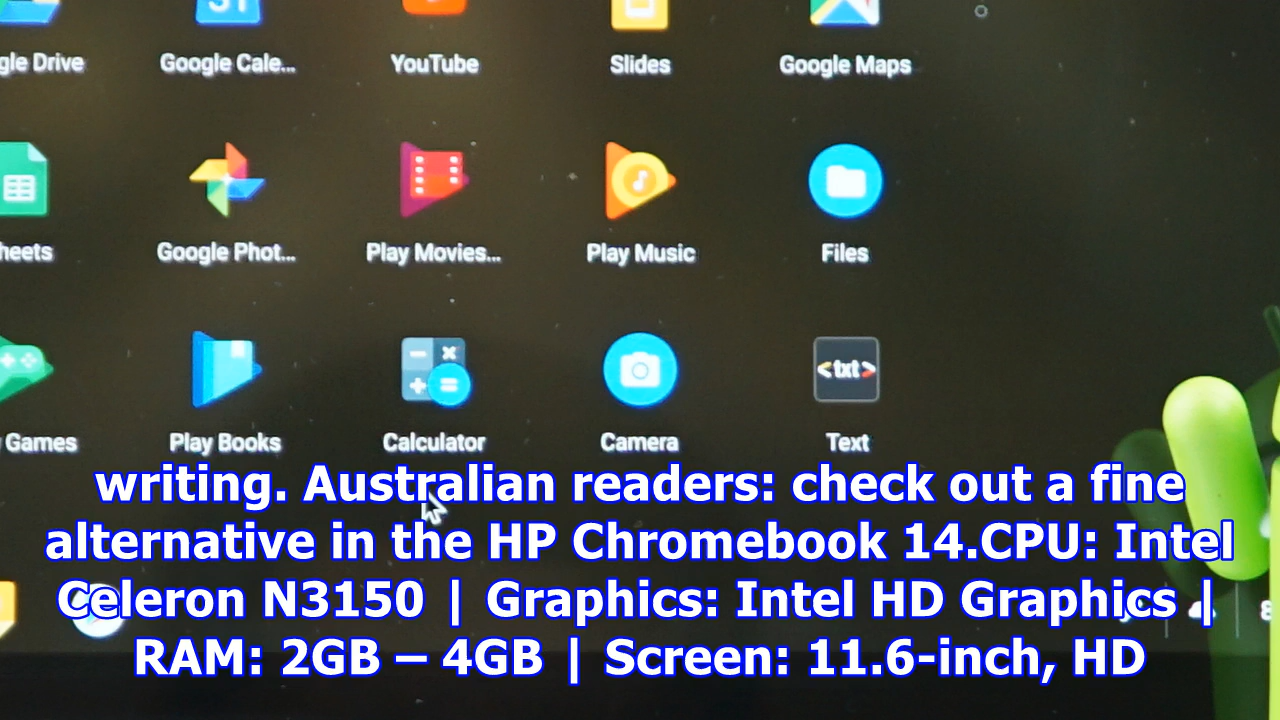 31
gle Drive
Google Cale...
YouTube
Slides
Google Maps
heets
Google Phot...
Play Movies...
Play Music
Files
Games
Play Books
Calculator
Camera
<txt>
Text
writing. Australian readers: check out a fine
alternative in the HP Chromebook 14.CPU: Intel
Celeron N3150 | Graphics: Intel HD Graphics |
RAM: 2GB – 4GB | Screen: 11.6-inch, HD